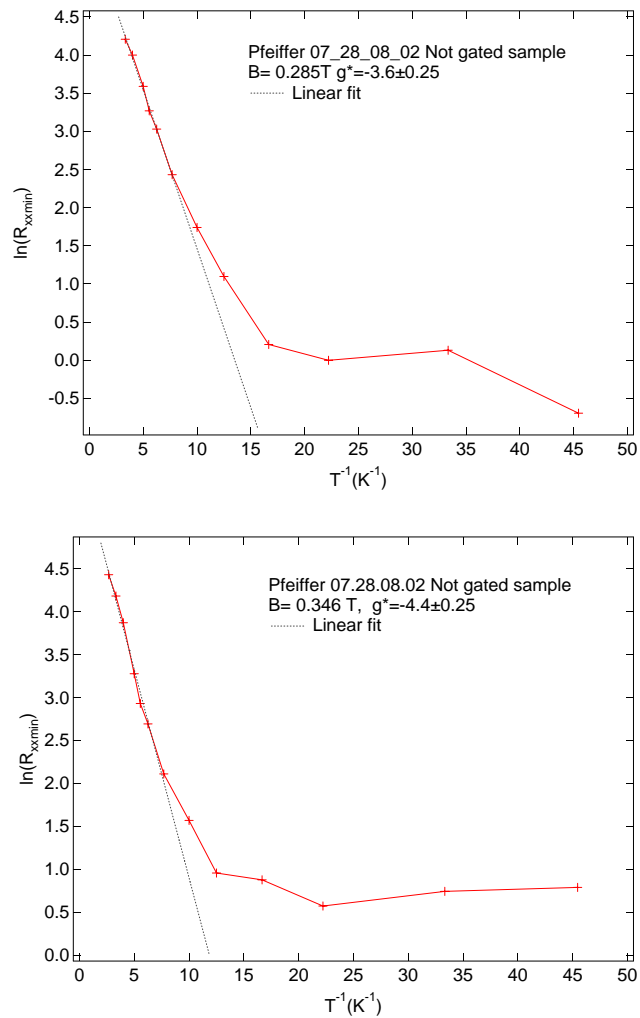 4.5
4.0
3.5
3.0
2.5
2.0
1.5
1.0
0.5
0.0
-0.5
ln(Rxxmin)
Pfeiffer 07_28_08_02 Not gated sample
B= 0.285T g*=-3.6±0.25
Linear fit
0 5 10 15 20 25 30 35 40 45 50
T-1(K-1)
4.5
4.0
3.5
3.0
2.5
2.0
1.5
1.0
0.5
0.0
ln(Rxxmin)
Pfeiffer 07.28.08.02 Not gated sample
B= 0.346 T, g*=-4.4±0.25
Linear fit
0 5 10 15 20 25 30 35 40 45 50
T-1(K-1)